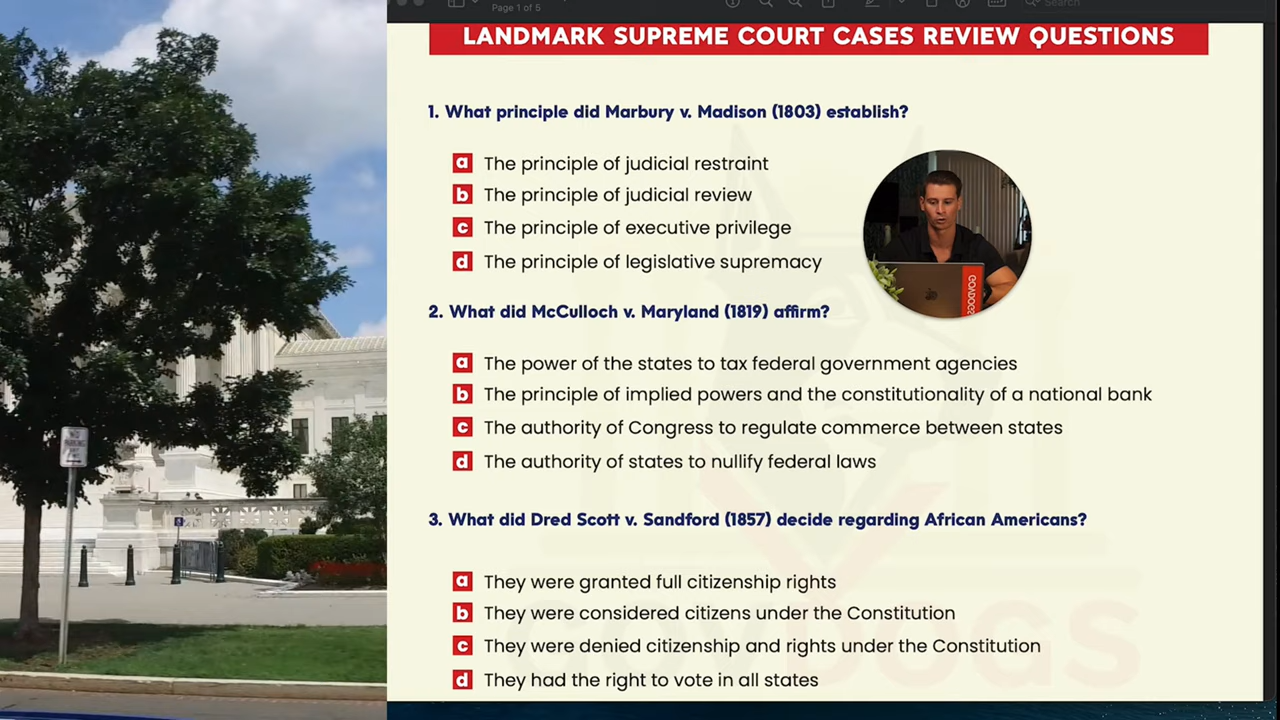 Page 1 of 5
Search
LANDMARK SUPREME COURT CASES REVIEW QUESTIONS
1. What principle did Marbury v. Madison (1803) establish?
a The principle of judicial restraint
b The principle of judicial review
c The principle of executive privilege
d The principle of legislative supremacy
2. What did McCulloch v. Maryland (1819) affirm?
a The power of the states to tax federal government agencies
b The principle of implied powers and the constitutionality of a national bank
c The authority of Congress to regulate commerce between states
d The authority of states to nullify federal laws
3. What did Dred Scott v. Sandford (1857) decide regarding African Americans?
a They were granted full citizenship rights
b They were considered citizens under the Constitution
c They were denied citizenship and rights under the Constitution
d They had the right to vote in all states
NO
PARKING